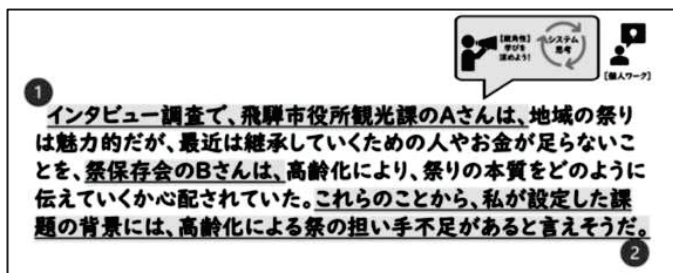 【多角性】
学びを
深めよう！
システム
思考
【個人ワーク】
1
インタビュー調査で、飛騨市役所観光課のAさんは、地域の祭り
は魅力的だが、最近は継承していくための人やお金が足らないこ
とを、祭保存会のBさんは、高齢化により、祭りの本質をどのように
伝えていくか心配されていた。これらのことから、私が設定した課
題の背景には、高齢化による祭の担い手不足があると言えそうだ。
2